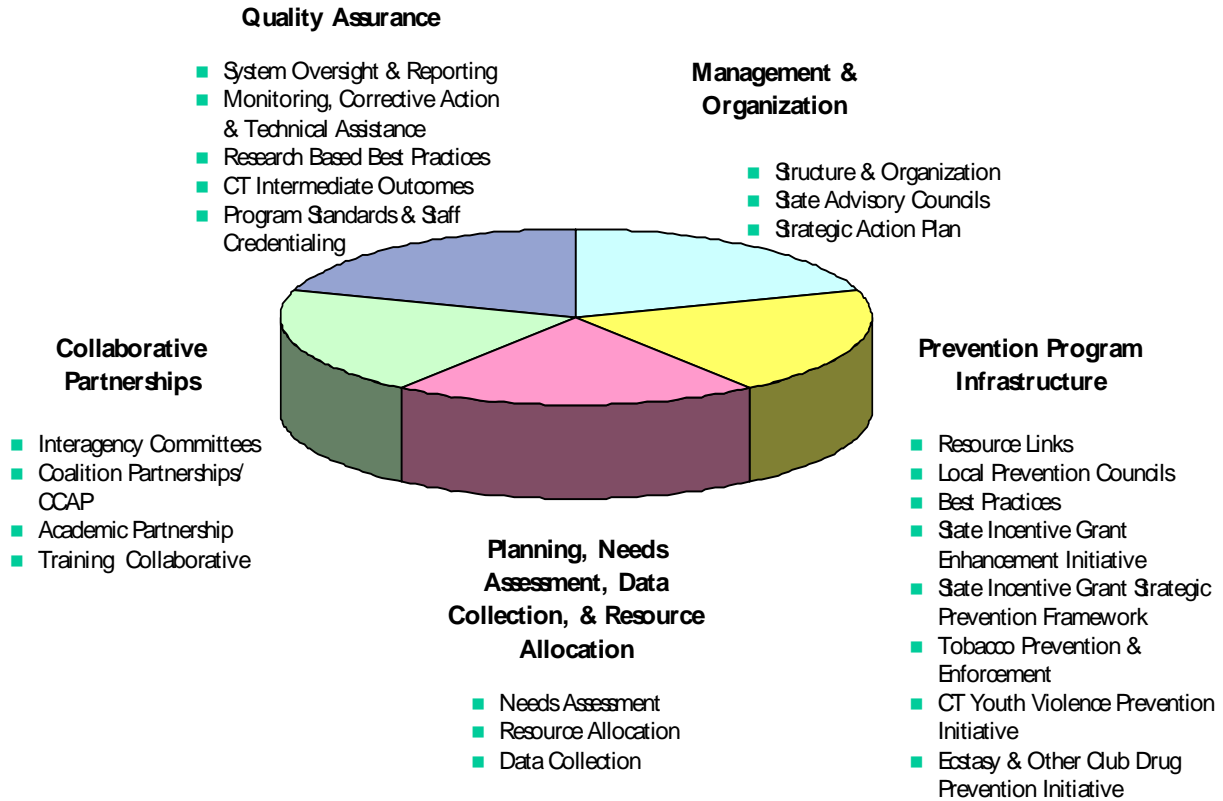 Quality Assurance
System Oversight & Reporting
Monitoring, Corrective Action
& Technical Assistance
Research Based Best Practices
CT Intermediate Outcomes
Program Standards & Staff
Credentialing
Management &
Organization
Structure & Organization
State Advisory Councils
Strategic Action Plan
Collaborative
Partnerships
Interagency Committees
Coalition Partnerships/
CCAP
Academic Partnership
Training Collaborative
Planning, Needs
Assessment, Data
Collection, & Resource
Allocation
Needs Assessment
Resource Allocation
Data Collection
Prevention Program
Infrastructure
Resource Links
Local Prevention Councils
Best Practices
State Incentive Grant
Enhancement Initiative
State Incentive Grant Strategic
Prevention Framework
Tobacco Prevention &
Enforcement
CT Youth Violence Prevention
Initiative
Ecstasy & Other Club Drug
Prevention Initiative